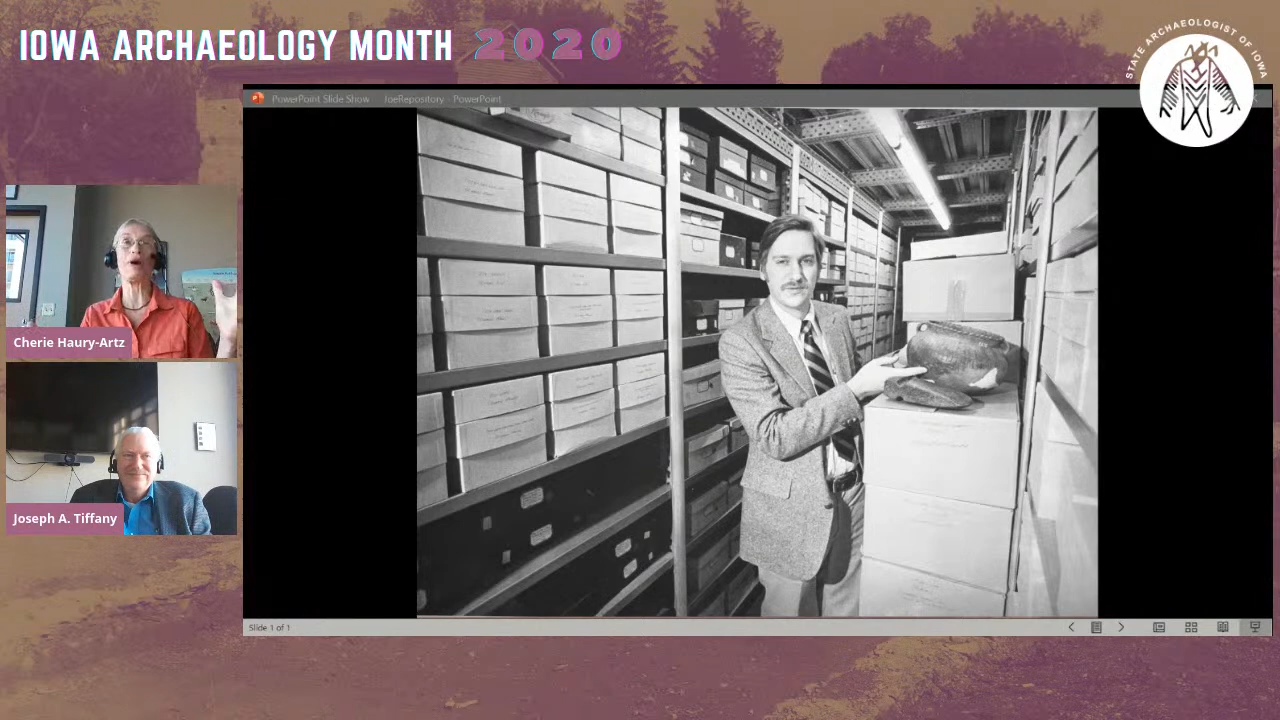 IOWA ARCHAEOLOGY MONTH 2020
STATE ARCHAEOLOGIST OF IOWA
PowerPoint Slide Show - JoeRepository - PowerPoint
Cherie Haury-Artz
Joseph A. Tiffany
Slide 1 of 1